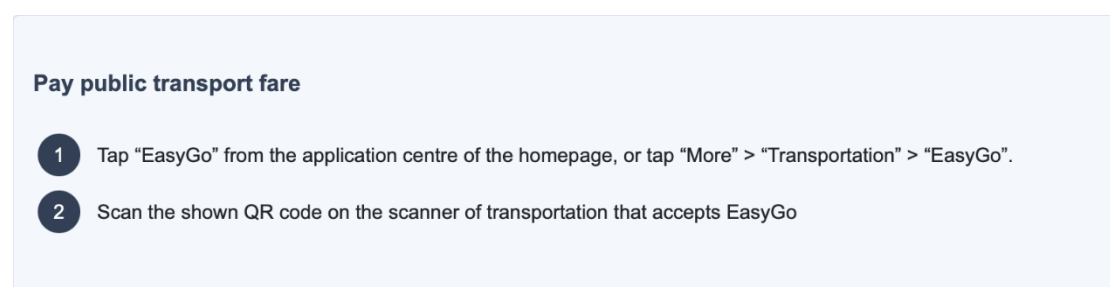 Pay public transport fare
1 Tap “EasyGo” from the application centre of the homepage, or tap “More” > “Transportation” > “EasyGo”.
2 Scan the shown QR code on the scanner of transportation that accepts EasyGo